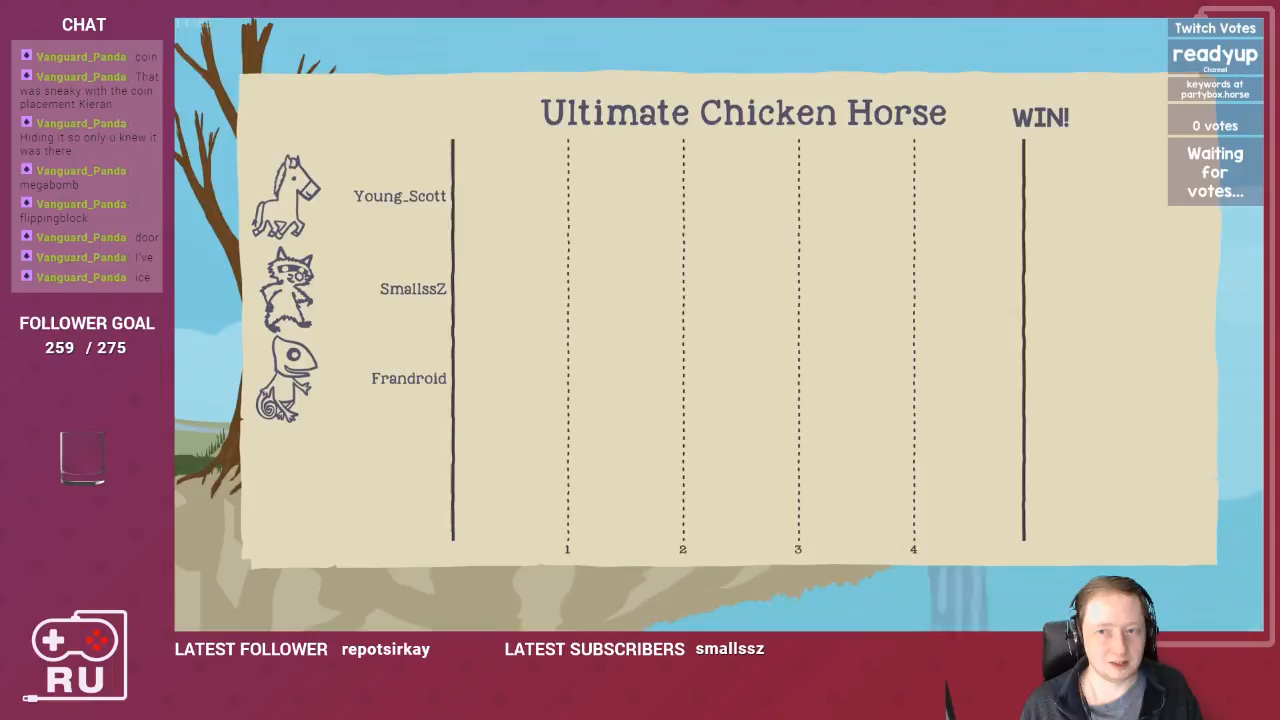 CHAT
Vanguard_Panda coin
Vanguard_Panda That
was sneaky with the coin
placement Kieran
Vanguard_Panda
Hiding it so only u knew it
was there
Vanguard_Panda
megabomb
Vanguard_Panda
flippingblock
Vanguard_Panda door
Vanguard_Panda I've
Vanguard_Panda ice
FOLLOWER GOAL
259 / 275
RU
Ultimate Chicken Horse
WIN!
Young_Scott
SmallssZ
Frandroid
1 2 3 4
Twitch Votes
readyup
Channel
keywords at
partybox.horse
0 votes
Waiting
for
votes...
LATEST FOLLOWER repotsirkay
LATEST SUBSCRIBERS smallssz